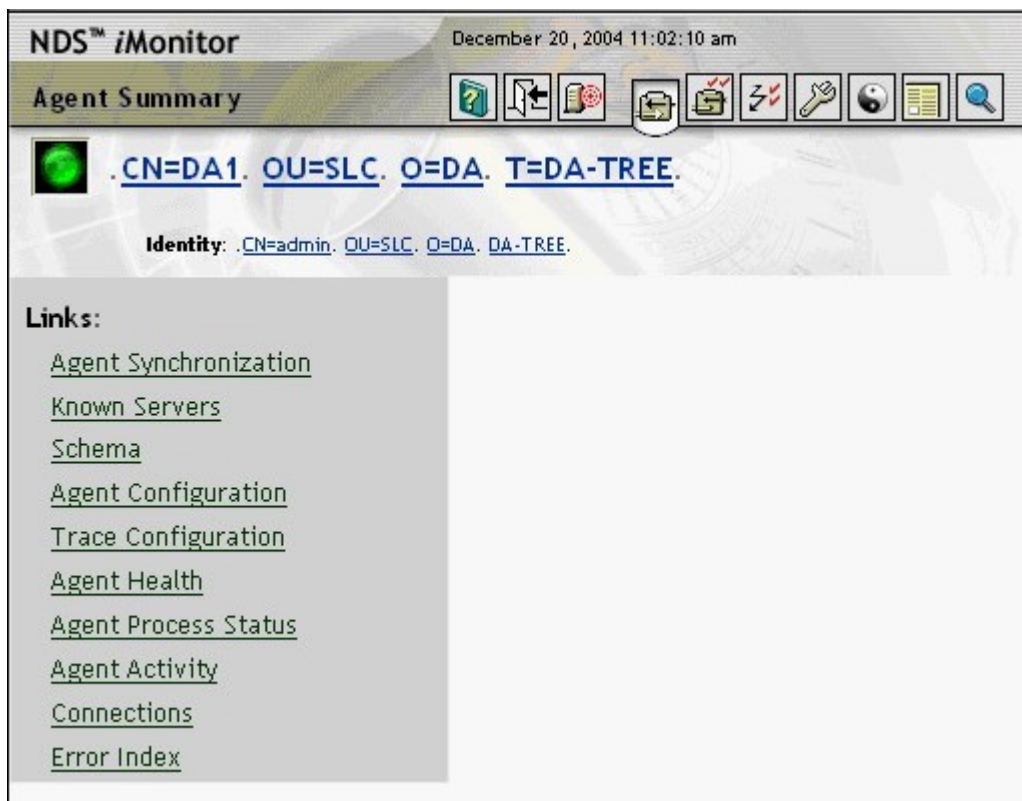 NDS™ iMonitor
December 20, 2004 11:02:10 am
Agent Summary
.CN=DA1. OU=SLC. O=DA. T=DA-TREE.
Identity: .CN=admin. OU=SLC. O=DA. DA-TREE.
Links:
Agent Synchronization
Known Servers
Schema
Agent Configuration
Trace Configuration
Agent Health
Agent Process Status
Agent Activity
Connections
Error Index